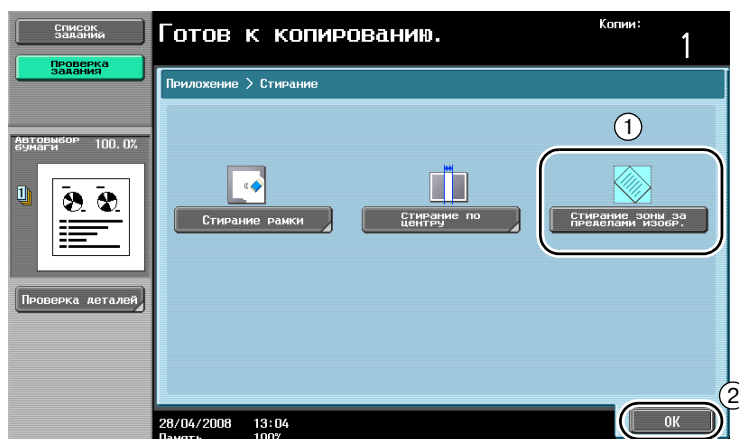 Список
заданий
Готов к копированию.
Копии:
1
Проверка
задания
Приложение > Стирание
1
Автовыбор
бумаги
100.0%
1
Стирание рамки
Стирание по
центру
Стирание зоны за
пределами изобр.
Проверка деталей
2
OK
28/04/2008 13:04
Память 100%